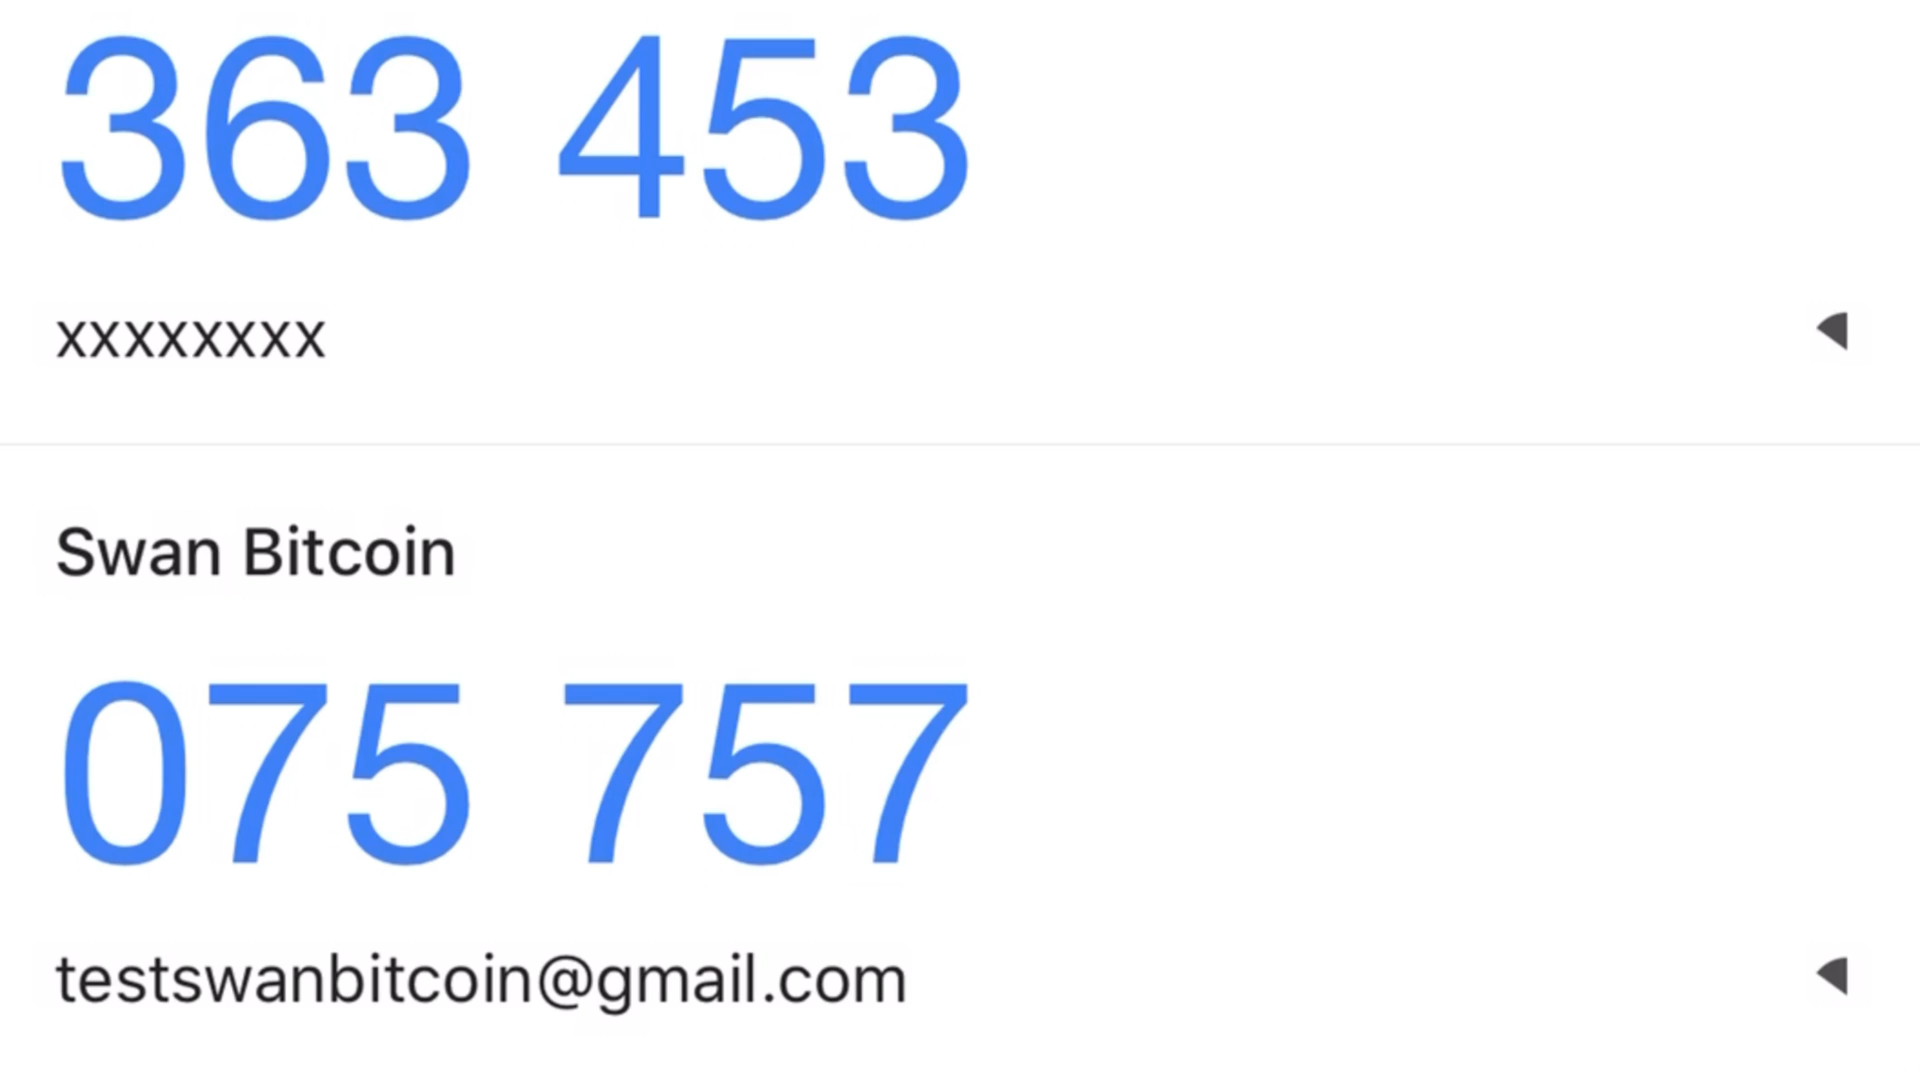 363 453
xxxxxxxx
Swan Bitcoin
075 757
testswanbitcoin@gmail.com